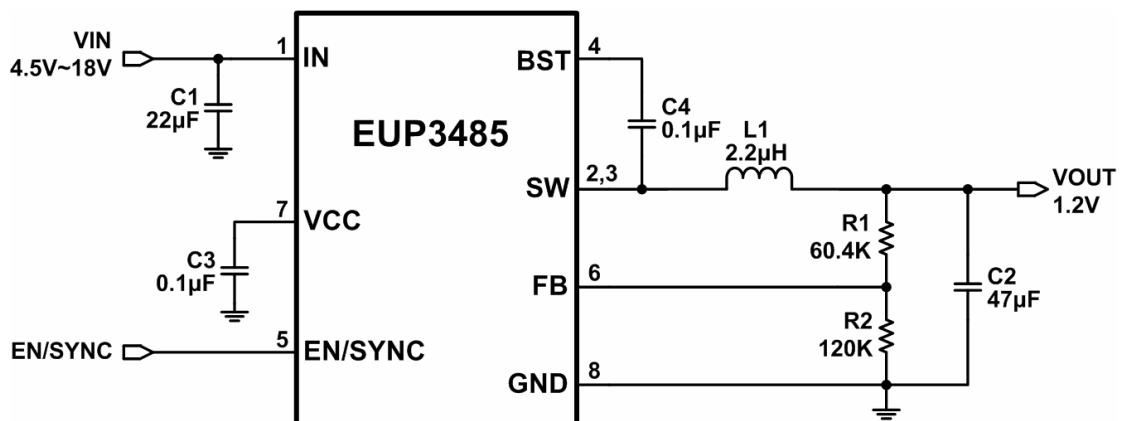 VIN
4.5V~18V
1
IN
C1
22µF
EUP3485
BST
4
C4
0.1µF
L1
2.2µH
SW
2,3
VOUT
1.2V
7
VCC
C3
0.1µF
R1
60.4K
FB
6
C2
47µF
R2
120K
EN/SYNC
5
EN/SYNC
GND
8